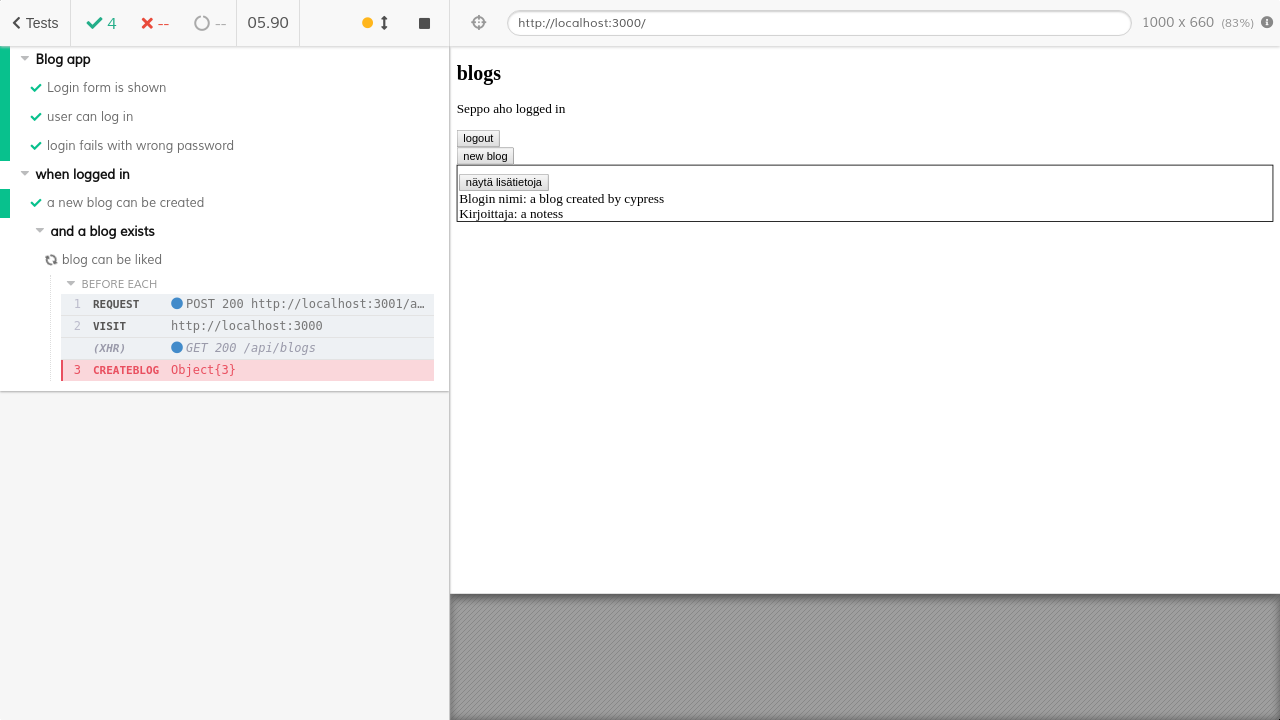 Tests 4 -- -- 05.90
http://localhost:3000/ 1000 x 660 (83%)
Blog app
Login form is shown
user can log in
login fails with wrong password
when logged in
a new blog can be created
and a blog exists
blog can be liked
BEFORE EACH
1 REQUEST POST 200 http://localhost:3001/a…
2 VISIT http://localhost:3000
(XHR) GET 200 /api/blogs
3 CREATEBLOG Object{3}
blogs
Seppo aho logged in
logout
new blog
näytä lisätietoja
Blogin nimi: a blog created by cypress
Kirjoittaja: a notess